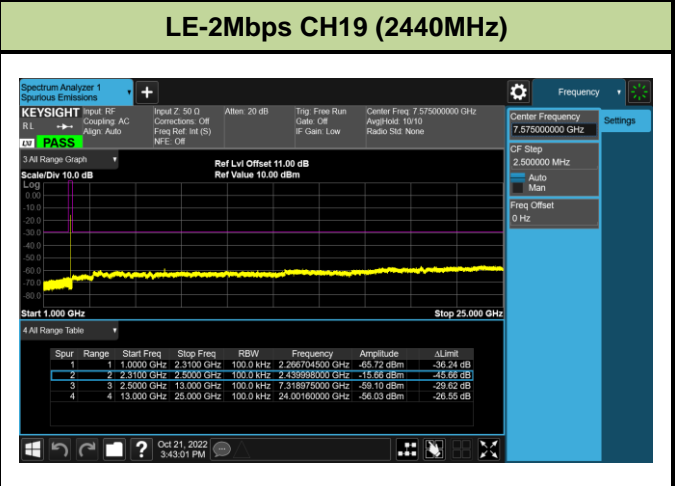 LE-2Mbps CH19 (2440MHz)
Spectrum Analyzer 1
Spurious Emissions
Frequency
KEYSIGHT Input: RF Input Z: 50 Ω Atten: 20 dB Trig: Free Run Center Freq: 7.575000000 GHz
R L Coupling: AC Corrections: Off Gate: Off Avg|Hold: 10/10
Align: Auto Freq Ref: Int (S) IF Gain: Low Radio Std: None
LXI PASS NFE: Off
Center Frequency
7.575000000 GHz
Settings
CF Step
2.500000 MHz
Auto
Man
Freq Offset
0 Hz
3 All Range Graph
Ref Lvl Offset 11.00 dB
Scale/Div 10.0 dB Ref Value 10.00 dBm
Log
0.00
-10.0
-20.0
-30.0
-40.0
-50.0
-60.0
-70.0
-80.0
Start 1.000 GHz Stop 25.000 GHz
4 All Range Table
Spur Range Start Freq Stop Freq RBW Frequency Amplitude ΔLimit
1 1 1.0000 GHz 2.3100 GHz 100.0 kHz 2.266704500 GHz -65.72 dBm -36.24 dB
2 2 2.3100 GHz 2.5000 GHz 100.0 kHz 2.439998000 GHz -15.66 dBm -45.66 dB
3 3 2.5000 GHz 13.000 GHz 100.0 kHz 7.318975000 GHz -59.10 dBm -29.62 dB
4 4 13.000 GHz 25.000 GHz 100.0 kHz 24.00160000 GHz -56.03 dBm -26.55 dB
Oct 21, 2022
3:43:01 PM